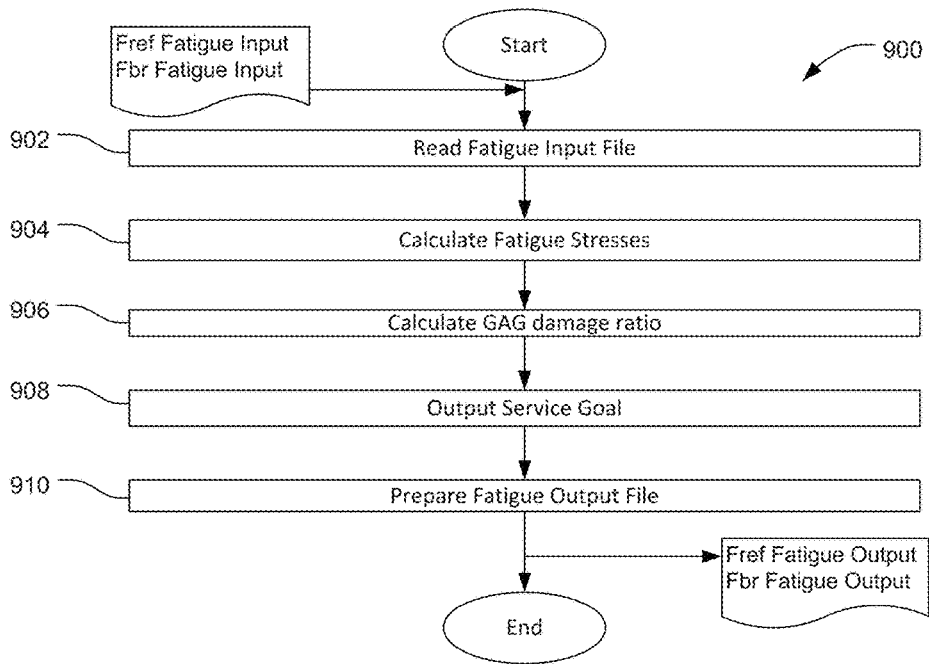 Fref Fatigue Input
Fbr Fatigue Input
Start
900
902
Read Fatigue Input File
904
Calculate Fatigue Stresses
906
Calculate GAG damage ratio
908
Output Service Goal
910
Prepare Fatigue Output File
Fref Fatigue Output
Fbr Fatigue Output
End